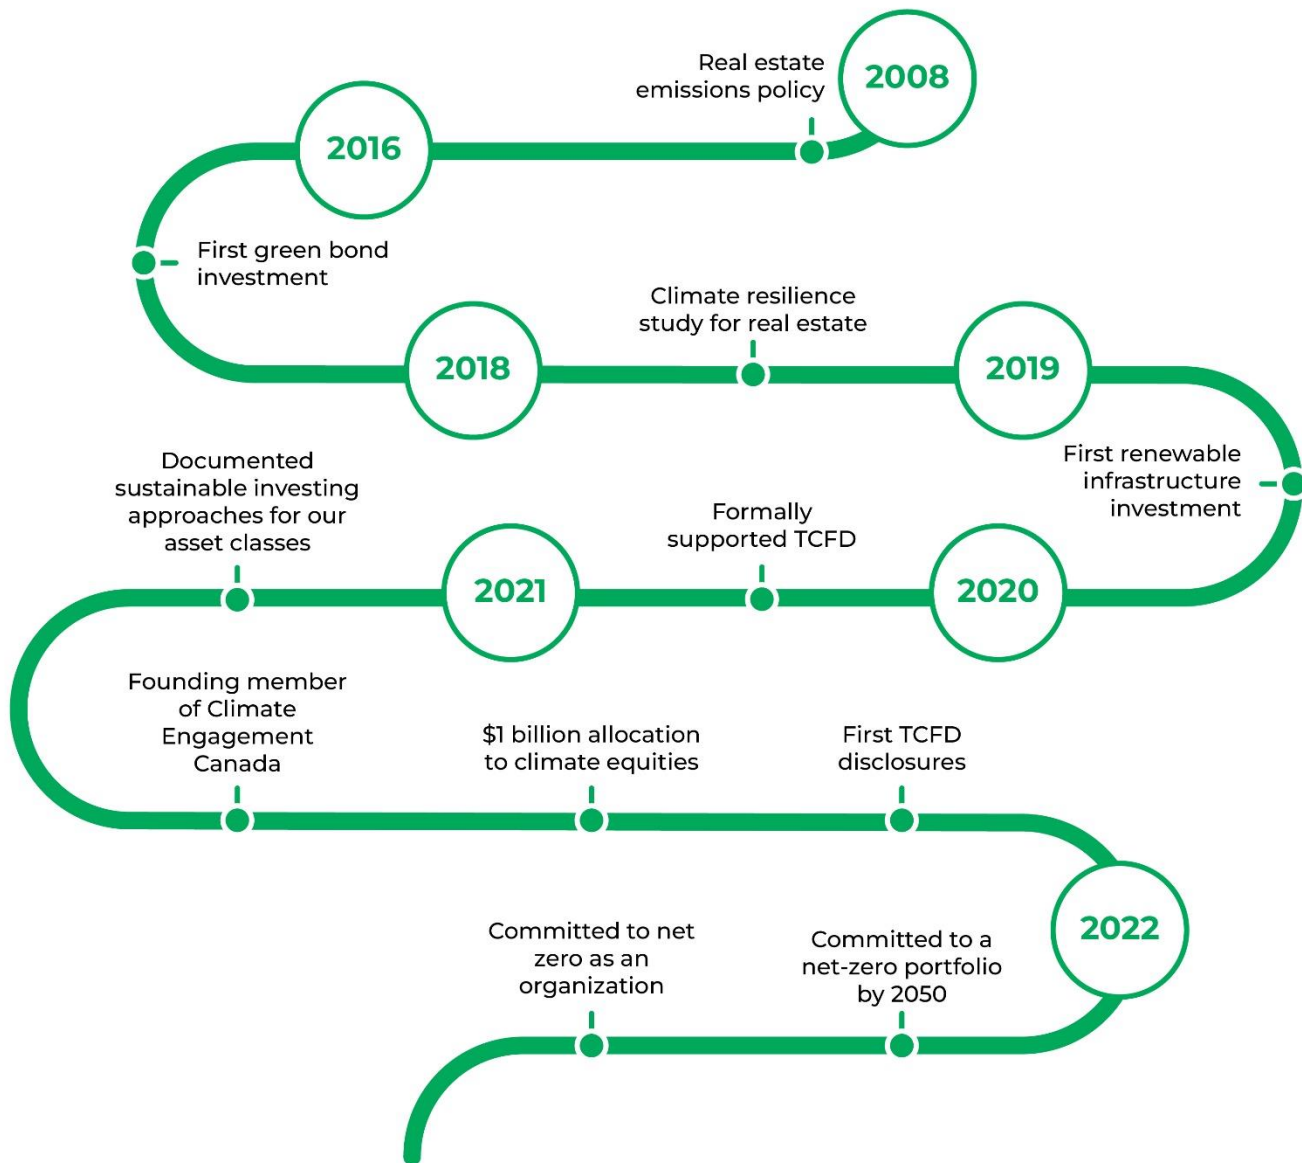 2008
Real estate
emissions policy
2016
First green bond
investment
2018
Climate resilience
study for real estate
2019
First renewable
infrastructure
investment
2020
Formally
supported TCFD
2021
Documented
sustainable investing
approaches for our
asset classes
Founding member
of Climate
Engagement
Canada
$1 billion allocation
to climate equities
First TCFD
disclosures
2022
Committed to a
net-zero portfolio
by 2050
Committed to net
zero as an
organization